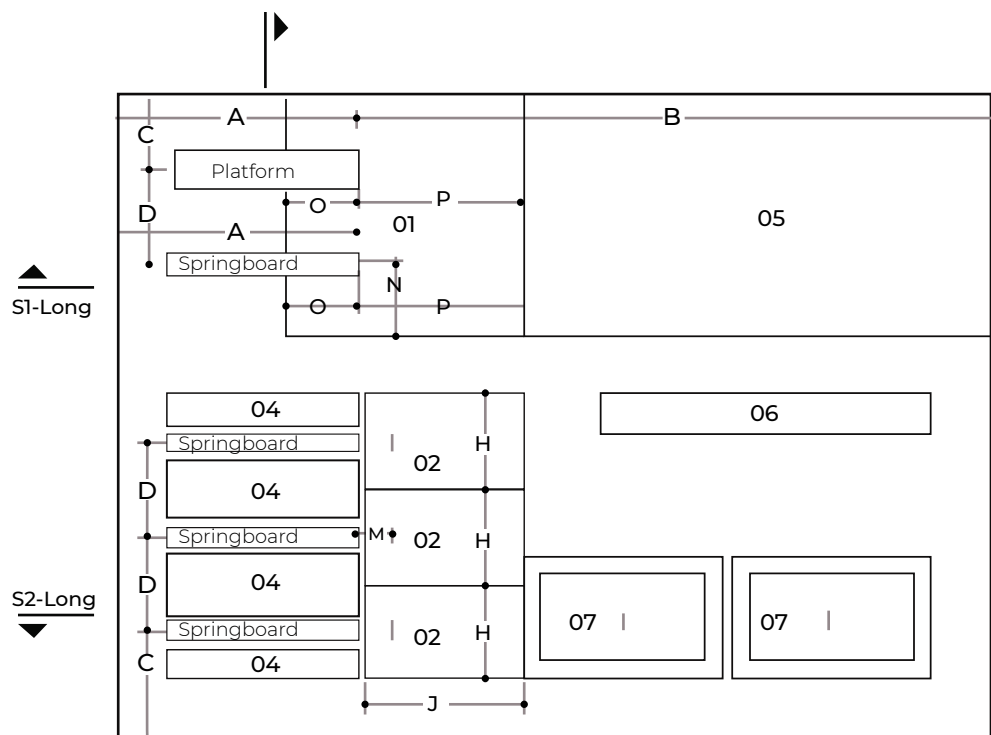 A
B
C
Platform
O
P
01
05
D
A
Springboard
N
S1-Long
O
P
04
06
Springboard
H
02
D
04
Springboard
M
02
H
D
04
S2-Long
07
07
Springboard
02
H
C
04
J